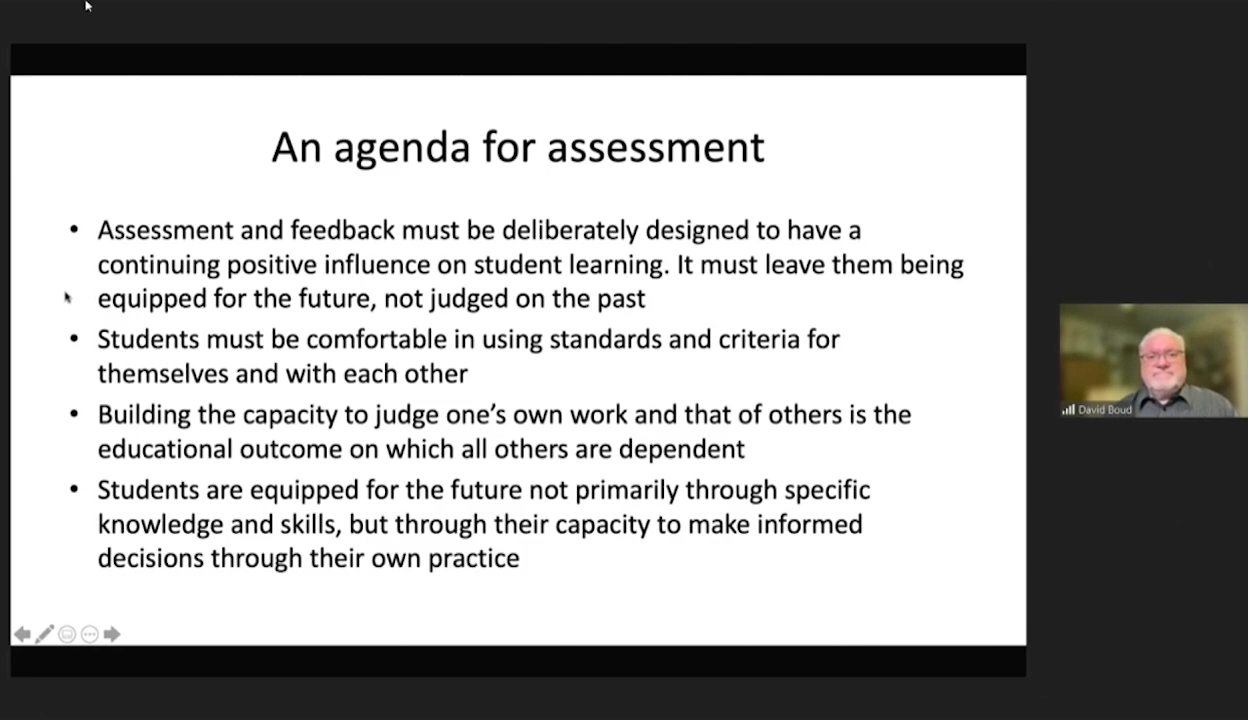 An agenda for assessment
• Assessment and feedback must be deliberately designed to have a
continuing positive influence on student learning. It must leave them being
equipped for the future, not judged on the past
• Students must be comfortable in using standards and criteria for
themselves and with each other
• Building the capacity to judge one’s own work and that of others is the
educational outcome on which all others are dependent
• Students are equipped for the future not primarily through specific
knowledge and skills, but through their capacity to make informed
decisions through their own practice
David Boud